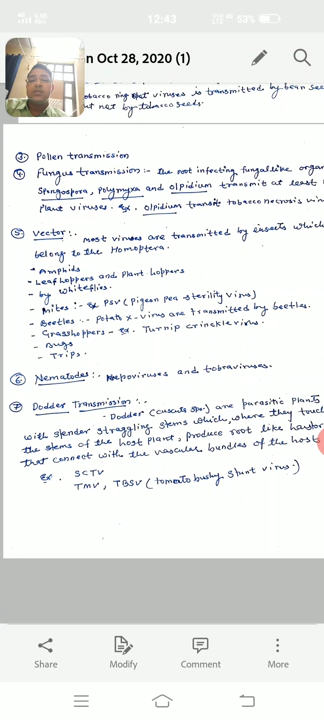 12:43
53%
n Oct 28, 2020 (1)
obacco ring spot viruses is transmitted by bean see
ut not by tobacco seeds.
③ Pollen transmission
④ Fungus transmission:- The root infecting fungal like organ
Spongospora, polymyxa and olpidium transmit at least
Plant viruses. Ex. olpidium transit tobacco necrosis vir
⑤ Vector:. Most viruses are transmitted by insects which
belong to the Homoptera.
* Amphids
- Leaf hoppers and Plant hoppers
- by whiteflies.
- Mites:- Ex PSV (Pigeon pea sterility virus)
- Beetles:- Potato x-virus are transmitted by beetles.
- Grasshoppers - Ex. Turnip crinckle virus.
- Bugs
- Trips.
⑥ Nematodes:- Nepoviruses and tobraviruses.
⑦ Dodder Transmission:-
- Dodder (Cuscuta spp.) are parasitic plants
with slender straggling stems which, where they touch
the stems of the host plant, produce root like haustor
that connect with the vascular bundles of the host
Ex. SCTV
TMV, TBSV (tomato bushy stunt virus.)
Share
Modify
Comment
More